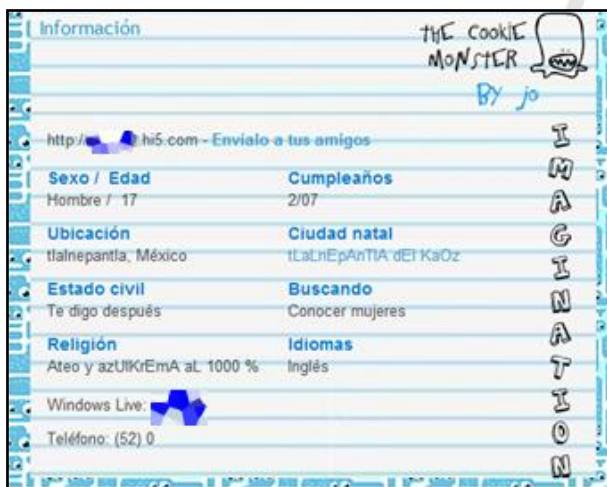 Información
THE COOKIE
MONSTER
BY jo
http:// .hi5.com - Envíalo a tus amigos
Sexo / Edad Cumpleaños
Hombre / 17 2/07
Ubicación Ciudad natal
tlalnepantla, México tLaLnEpAnTlA dEl KaOz
Estado civil Buscando
Te digo después Conocer mujeres
Religión Idiomas
Ateo y azUlKrEmA aL 1000 % Inglés
Windows Live:
Teléfono: (52) 0
IMAGINATION